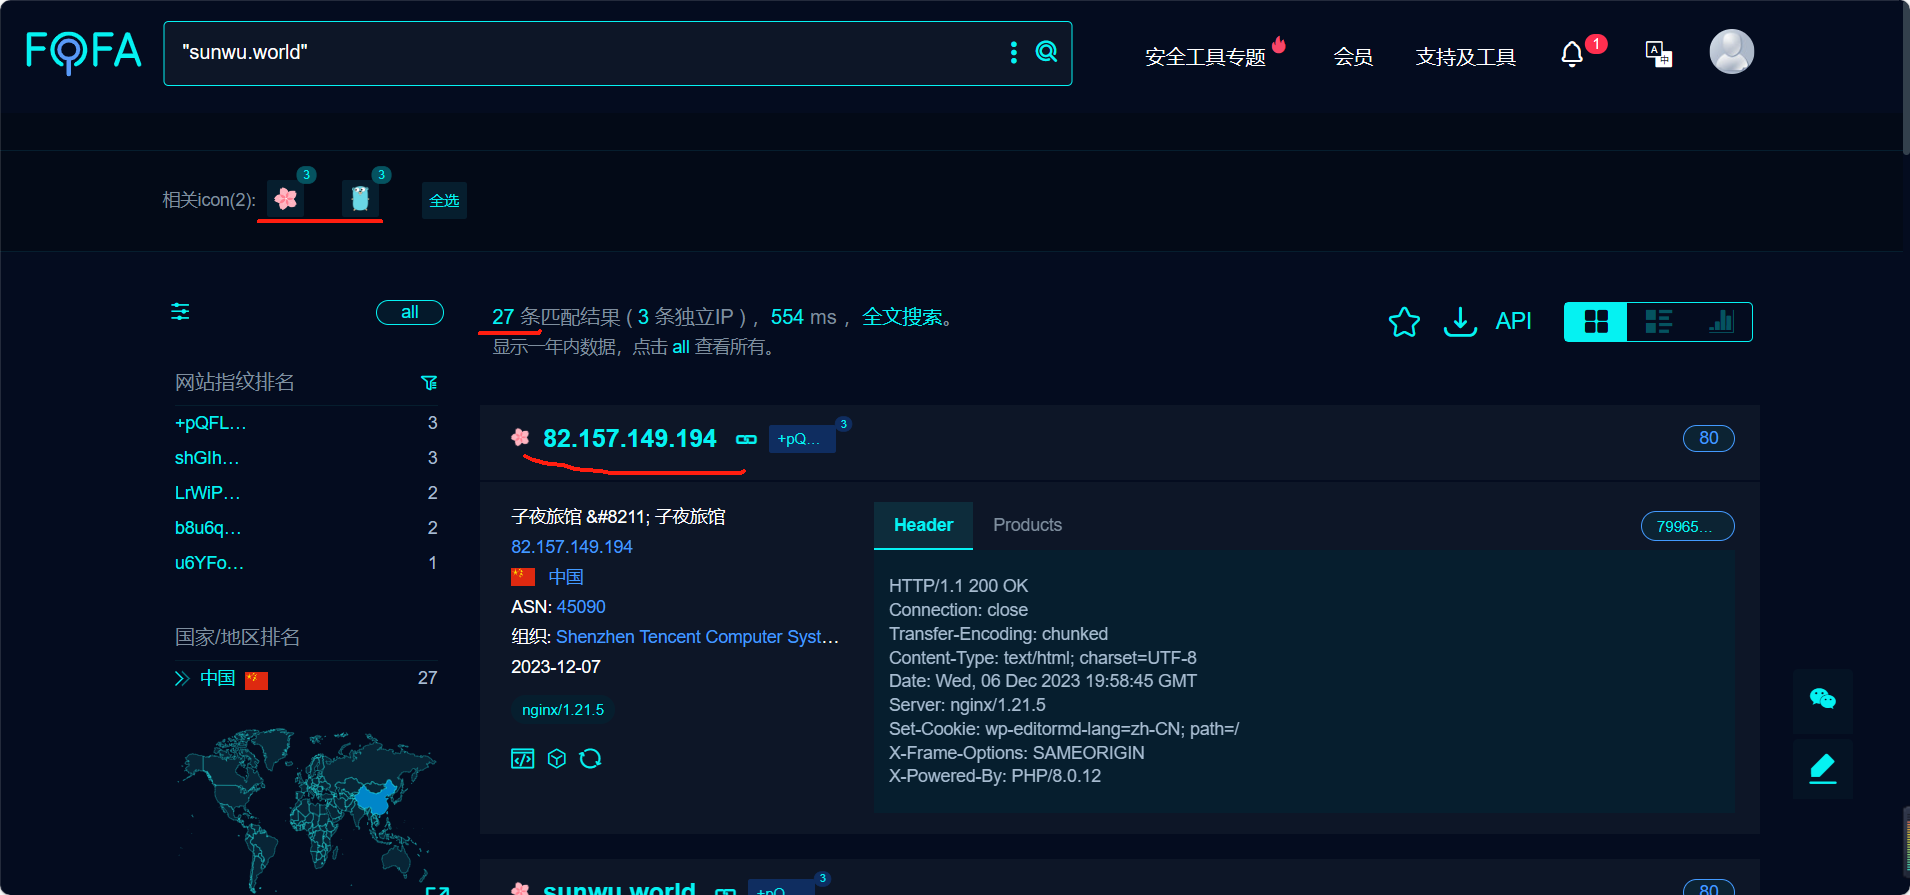 FOFA
"sunwu.world"
安全工具专题
会员
支持及工具
1
相关icon(2):
3
3
全选
all
27 条匹配结果 ( 3 条独立IP ) ，554 ms ，全文搜索。
显示一年内数据，点击 all 查看所有。
API
网站指纹排名
+pQFL… 3
shGIh… 3
LrWiP… 2
b8u6q… 2
u6YFo… 1
国家/地区排名
中国 27
82.157.149.194 +pQ… 3 80
子夜旅馆 &#8211; 子夜旅馆
82.157.149.194
中国
ASN: 45090
组织: Shenzhen Tencent Computer Syst…
2023-12-07
nginx/1.21.5
Header Products 79965…
HTTP/1.1 200 OK
Connection: close
Transfer-Encoding: chunked
Content-Type: text/html; charset=UTF-8
Date: Wed, 06 Dec 2023 19:58:45 GMT
Server: nginx/1.21.5
Set-Cookie: wp-editormd-lang=zh-CN; path=/
X-Frame-Options: SAMEORIGIN
X-Powered-By: PHP/8.0.12
sunwu.world +pQ 3 80